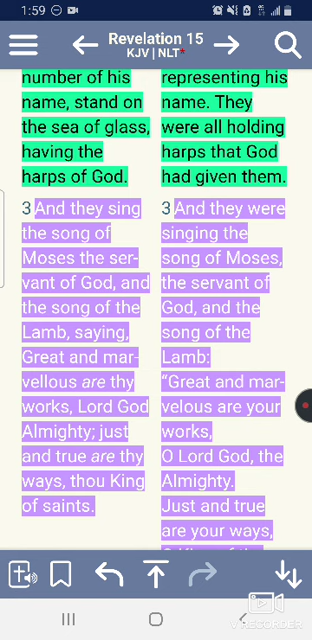 1:59
Revelation 15
KJV | NLT*
number of his
name, stand on
the sea of glass,
having the
harps of God.
3 And they sing
the song of
Moses the ser-
vant of God, and
the song of the
Lamb, saying,
Great and mar-
vellous are thy
works, Lord God
Almighty; just
and true are thy
ways, thou King
of saints.
representing his
name. They
were all holding
harps that God
had given them.
3 And they were
singing the
song of Moses,
the servant of
God, and the
song of the
Lamb:
“Great and mar-
velous are your
works,
O Lord God, the
Almighty.
Just and true
are your ways,
VRECORDER